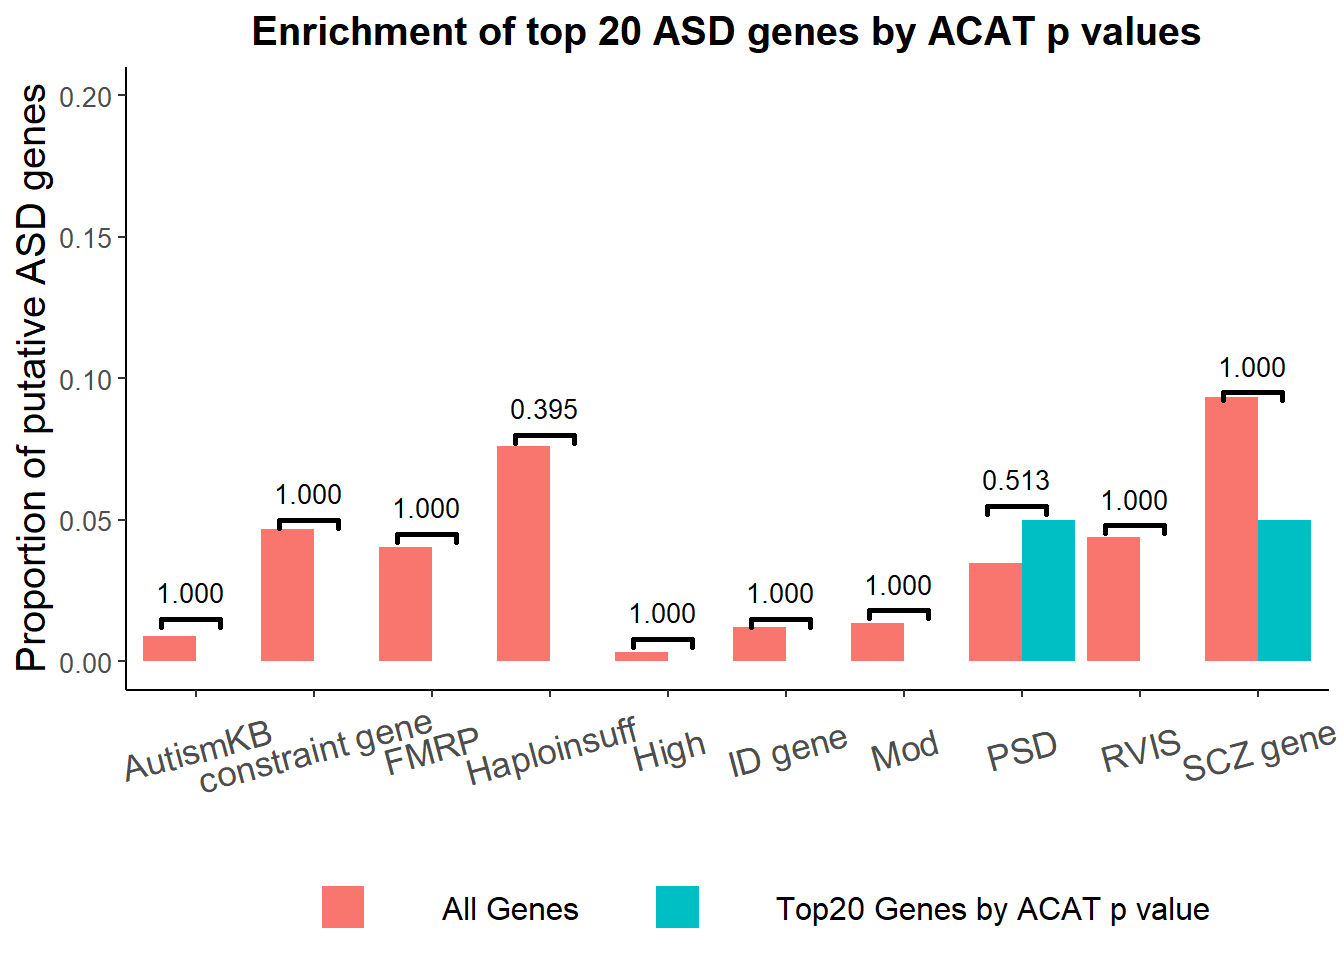 Enrichment of top 20 ASD genes by ACAT p values
Proportion of putative ASD genes
0.20
0.15
0.10
0.05
0.00
1.000
1.000
1.000
0.395
1.000
1.000
1.000
0.513
1.000
1.000
AutismKB
constraint gene
FMRP
Haploinsuff
High
ID gene
Mod
PSD
RVIS
SCZ gene
All Genes
Top20 Genes by ACAT p value